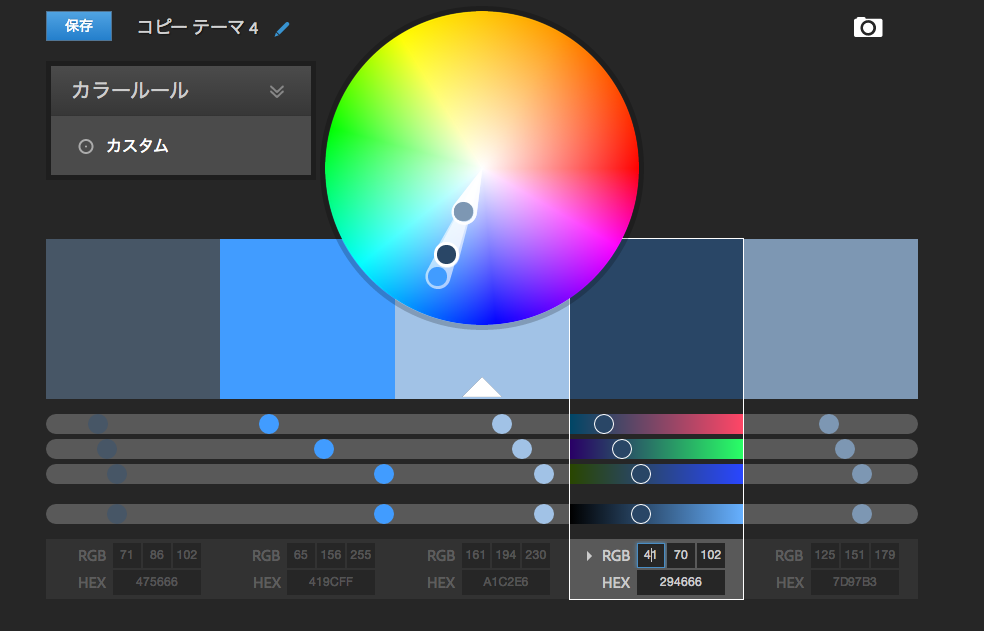 保存 コピー テーマ 4
カラールール
カスタム
RGB 71 86 102 RGB 65 156 255 RGB 161 194 230 RGB 41 70 102 RGB 125 151 179
HEX 475666 HEX 419CFF HEX A1C2E6 HEX 294666 HEX 7D97B3